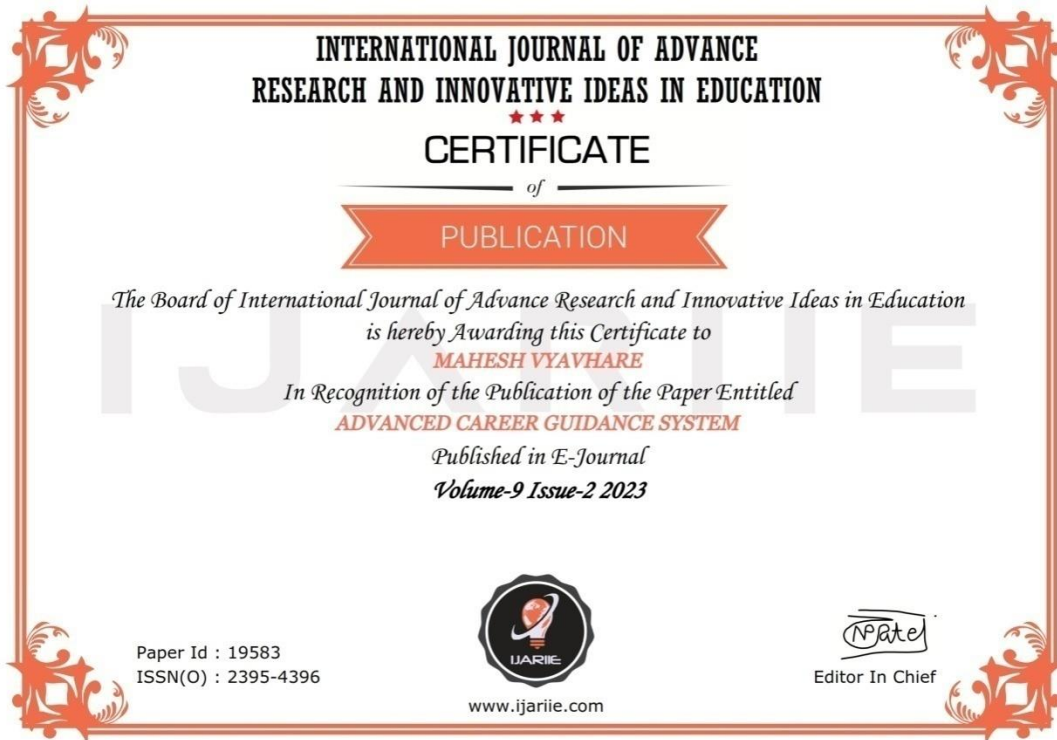 INTERNATIONAL JOURNAL OF ADVANCE
RESEARCH AND INNOVATIVE IDEAS IN EDUCATION
CERTIFICATE
of
PUBLICATION
IJARIIE
The Board of International Journal of Advance Research and Innovative Ideas in Education
is hereby Awarding this Certificate to
MAHESH VYAVHARE
In Recognition of the Publication of the Paper Entitled
ADVANCED CAREER GUIDANCE SYSTEM
Published in E-Journal
Volume-9 Issue-2 2023
IJARIIE
www.ijariie.com
Paper Id : 19583
ISSN(O) : 2395-4396
NPPatel
Editor In Chief